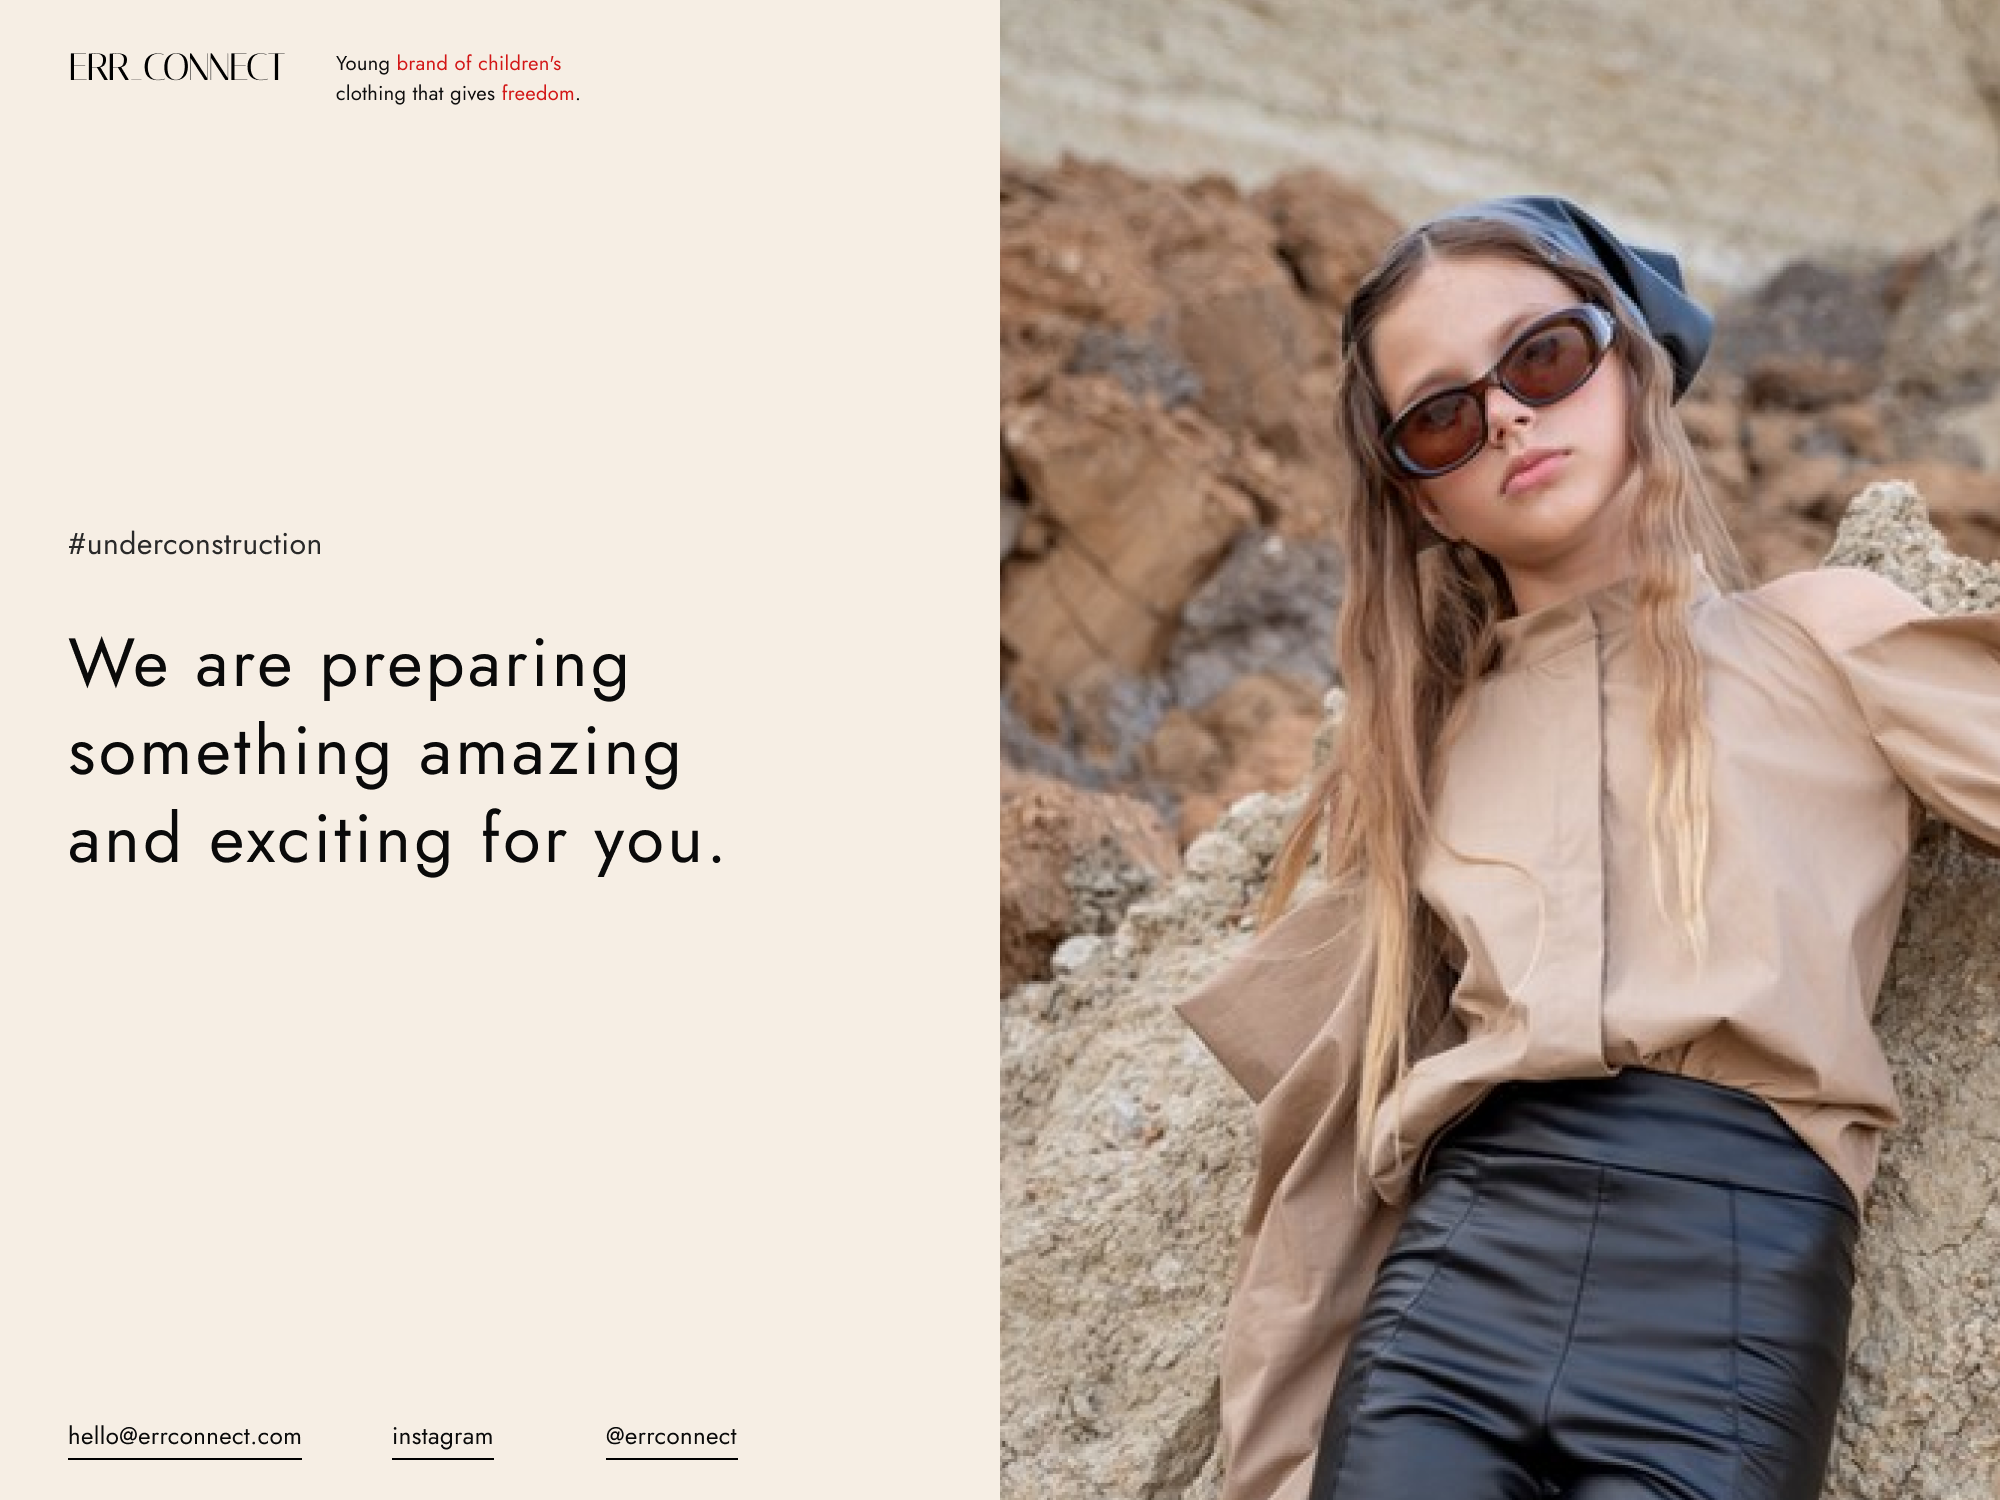 ERR_CONNECT
Young brand of children's
clothing that gives freedom.
#underconstruction
We are preparing
something amazing
and exciting for you.
hello@errconnect.com
instagram
@errconnect